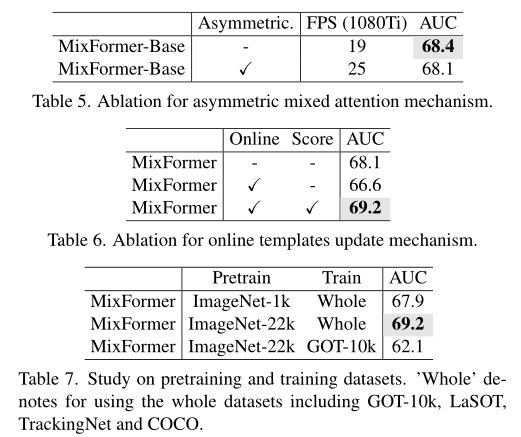 Asymmetric. FPS (1080Ti) AUC
MixFormer-Base - 19 68.4
MixFormer-Base ✓ 25 68.1
Table 5. Ablation for asymmetric mixed attention mechanism.
Online Score AUC
MixFormer - - 68.1
MixFormer ✓ - 66.6
MixFormer ✓ ✓ 69.2
Table 6. Ablation for online templates update mechanism.
Pretrain Train AUC
MixFormer ImageNet-1k Whole 67.9
MixFormer ImageNet-22k Whole 69.2
MixFormer ImageNet-22k GOT-10k 62.1
Table 7. Study on pretraining and training datasets. 'Whole' de-
notes for using the whole datasets including GOT-10k, LaSOT,
TrackingNet and COCO.